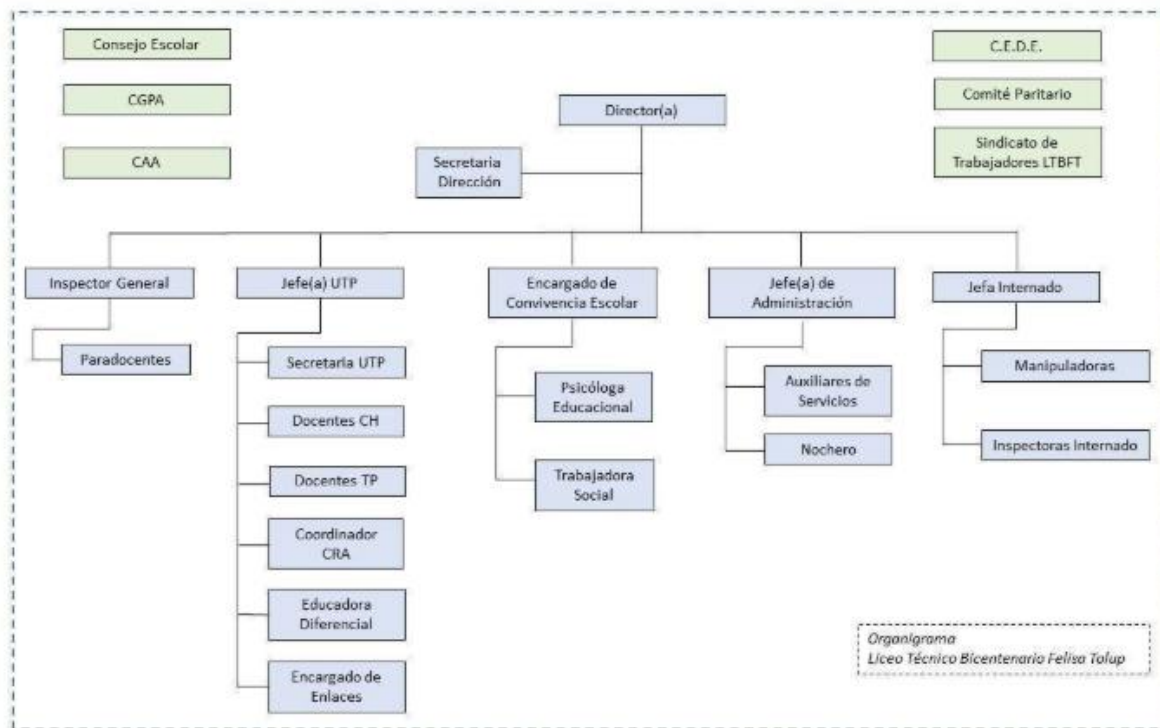 Consejo Escolar
CGPA
CAA
C.E.D.E.
Comité Paritario
Sindicato de
Trabajadores LTBFT
Director(a)
Secretaria
Dirección
Inspector General
Paradocentes
Jefe(a) UTP
Secretaria UTP
Docentes CH
Docentes TP
Coordinador
CRA
Educadora
Diferencial
Encargado de
Enlaces
Encargado de
Convivencia Escolar
Psicóloga
Educacional
Trabajadora
Social
Jefe(a) de
Administración
Auxiliares de
Servicios
Nochero
Jefa Internado
Manipuladoras
Inspectoras Internado
Organigrama
Liceo Técnico Bicentenario Felisa Tolup